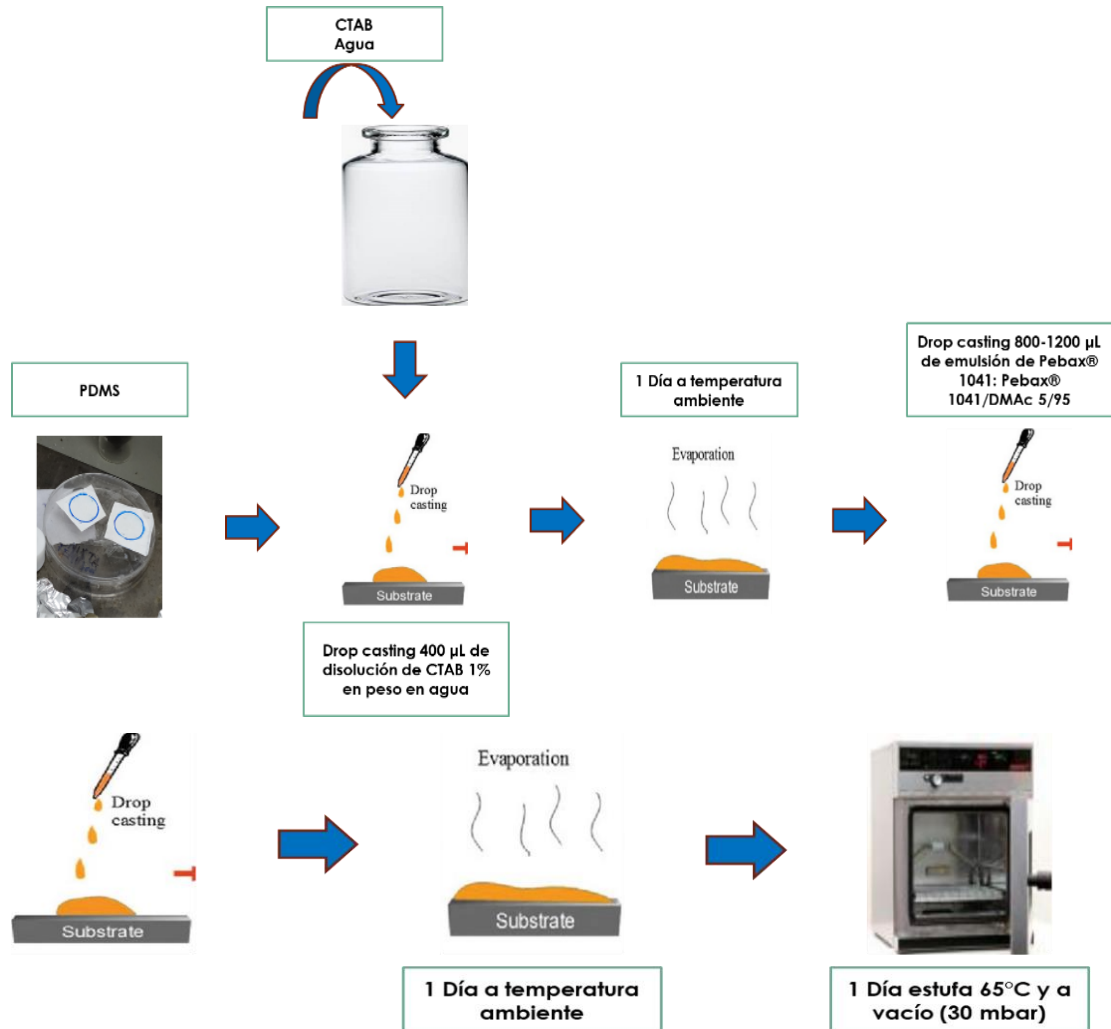 CTAB
Agua
PDMS
Drop
casting
Substrate
Drop casting 400 µL de
disolución de CTAB 1%
en peso en agua
1 Día a temperatura
ambiente
Evaporation
Substrate
Drop casting 800-1200 µL
de emulsión de Pebax®
1041: Pebax®
1041/DMAc 5/95
Drop
casting
Substrate
Drop
casting
Substrate
Evaporation
Substrate
1 Día a temperatura
ambiente
1 Día estufa 65°C y a
vacío (30 mbar)